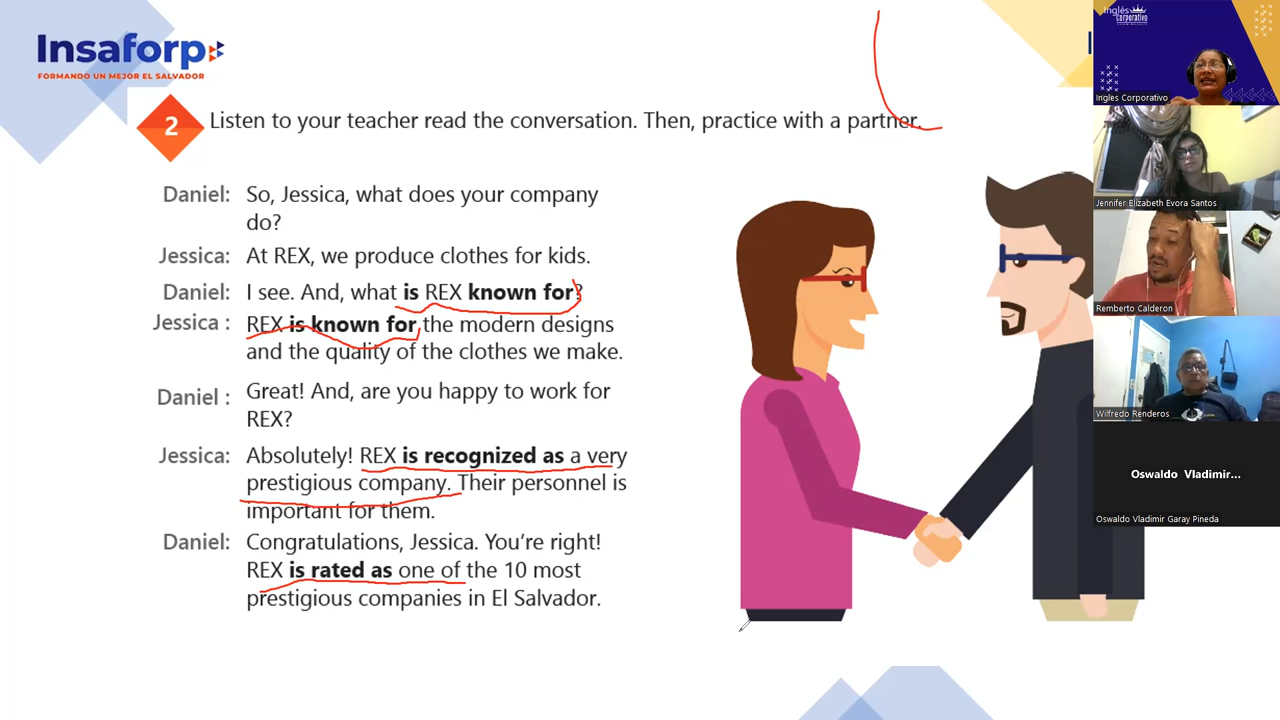 Insaforp
FORMANDO UN MEJOR EL SALVADOR
2
Listen to your teacher read the conversation. Then, practice with a partner.
Daniel: So, Jessica, what does your company
do?
Jessica: At REX, we produce clothes for kids.
Daniel: I see. And, what is REX known for?
Jessica : REX is known for the modern designs
and the quality of the clothes we make.
Daniel : Great! And, are you happy to work for
REX?
Jessica: Absolutely! REX is recognized as a very
prestigious company. Their personnel is
important for them.
Daniel: Congratulations, Jessica. You're right!
REX is rated as one of the 10 most
prestigious companies in El Salvador.
Inglés
Corporativo
Ingles Corporativo
Jennifer Elizabeth Evora Santos
Remberto Calderon
Wilfredo Renderos
Oswaldo Vladimir...
Oswaldo Vladimir Garay Pineda